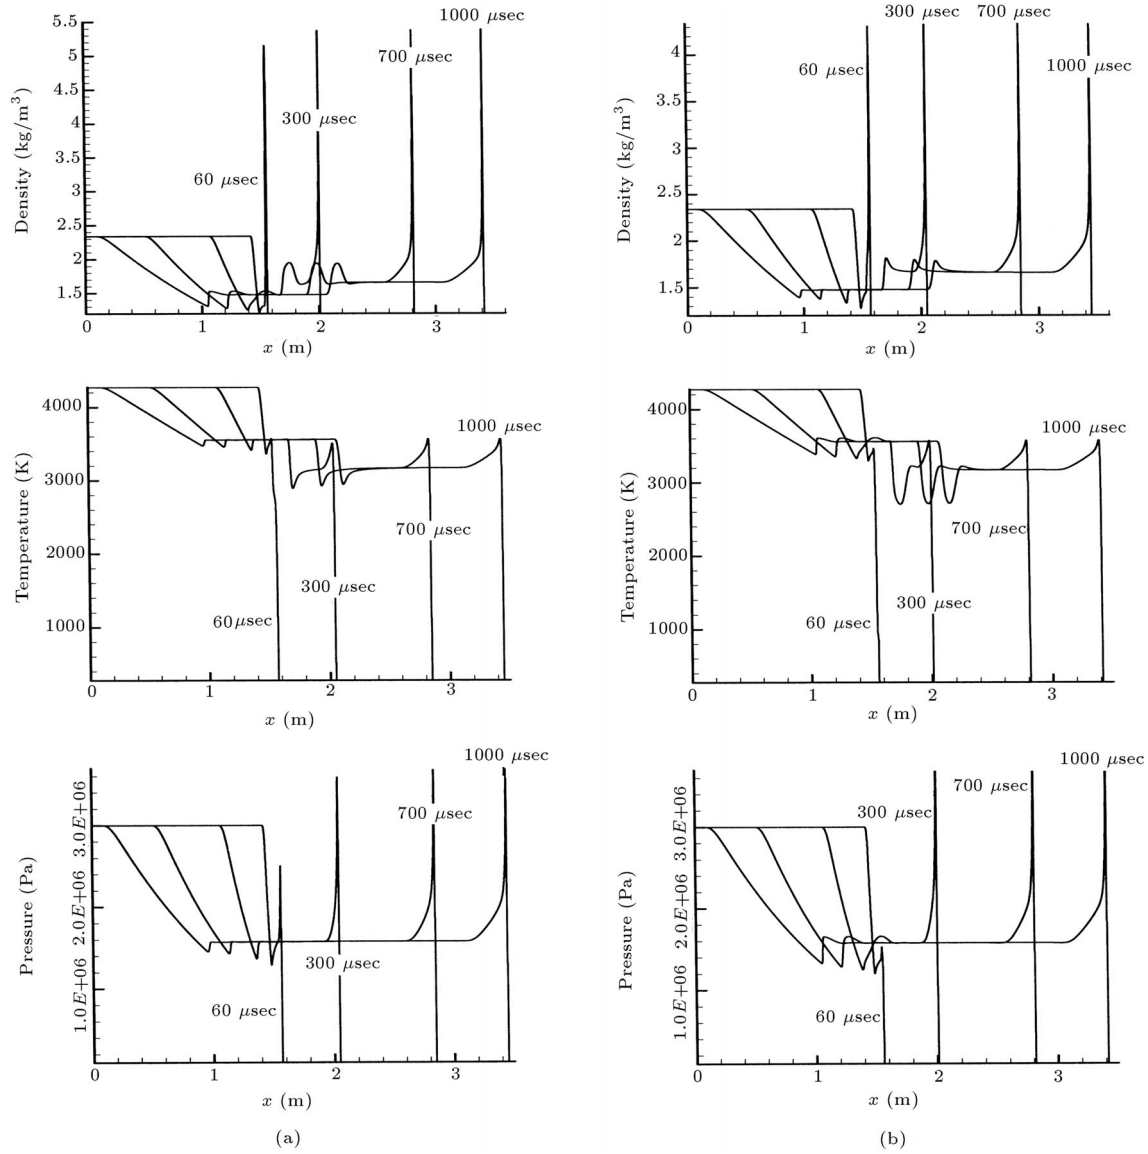 1000 μsec
5.5
5
4.5
4
3.5
3
2.5
2
1.5
Density (kg/m³)
700 μsec
300 μsec
60 μsec
0 1 2 3
x (m)
300 μsec 700 μsec
60 μsec
1000 μsec
4
3.5
3
2.5
2
1.5
Density (kg/m³)
0 1 2 3
x (m)
4000
3000
2000
1000
Temperature (K)
1000 μsec
700 μsec
300 μsec
60μsec
0 1 2 3
x (m)
4000
3000
2000
1000
Temperature (K)
1000 μsec
700 μsec
300 μsec
60 μsec
0 1 2 3
x (m)
1000 μsec
3.0E+06
2.0E+06
1.0E+06
Pressure (Pa)
700 μsec
300 μsec
60 μsec
0 1 2 3
x (m)
(a)
1000 μsec
700 μsec
300 μsec
3.0E+06
2.0E+06
1.0E+06
Pressure (Pa)
60 μsec
0 1 2 3
x (m)
(b)